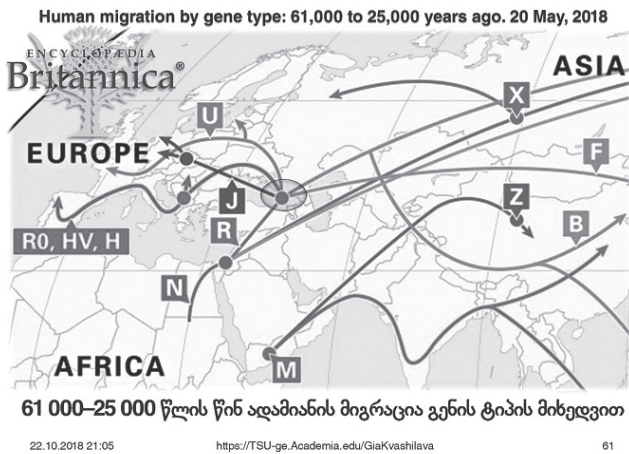 Human migration by gene type: 61,000 to 25,000 years ago. 20 May, 2018
ENCYCLOPÆDIA
Britannica®
ASIA
X
U
EUROPE
F
J
Z
R
B
R0, HV, H
N
M
AFRICA
61 000–25 000 წლის წინ ადამიანის მიგრაცია გენის ტიპის მიხედვით
22.10.2018 21:05 https://TSU-ge.Academia.edu/GiaKvashilava 61